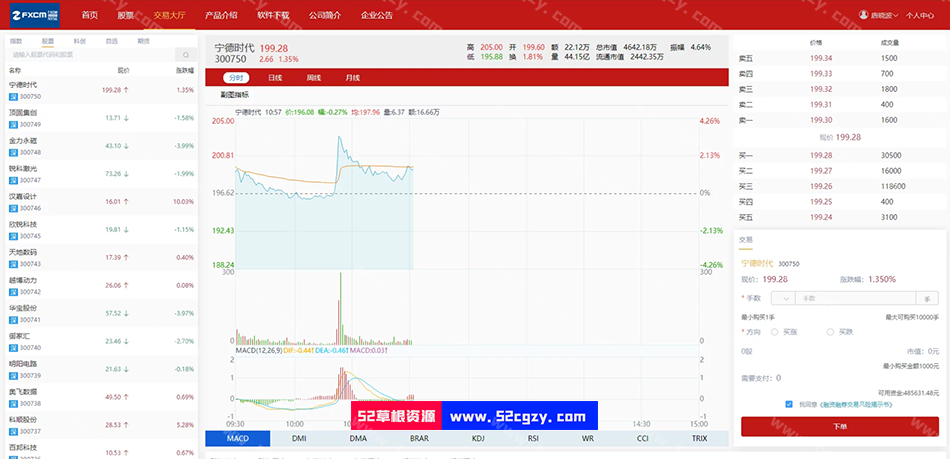 FXCM 首页 股票 交易大厅 产品介绍 软件下载 公司简介 企业公告 唐晓波 个人中心
指数 股票 科创 自选 期货
请输入股票代码和股票
名称 现价 涨跌幅
宁德时代 300750 199.28 ↑ 1.35%
顶固集创 300749 13.71 ↓ -1.58%
金力永磁 300748 43.10 ↓ -3.99%
锐科激光 300747 73.26 ↓ -1.99%
汉嘉设计 300746 16.01 ↑ 10.03%
欣锐科技 300745 19.81 ↓ -1.15%
天地数码 300743 17.39 ↑ 0.40%
越博动力 300742 26.06 ↑ 0.08%
华宝股份 300741 57.52 ↓ -3.97%
御家汇 300740 23.46 ↓ -2.70%
明阳电路 300739 21.63 ↓ -0.18%
奥飞数据 300738 49.50 ↑ 0.69%
科顺股份 300737 28.53 ↓ -5.28%
百邦科技 10.53 ↑ 0.67%
宁德时代 199.28
300750 2.66 1.35%
高 205.00 开 199.60 额 22.12万 总市值 4642.18万 振幅 4.64%
低 195.88 换 1.81% 量 44.15亿 流通市值 2442.35万
分时 日线 周线 月线
副图指标
宁德时代 10:57 价:196.08 幅:-0.27% 均:197.96 量:6.37 额:16.66万
205.00 4.26%
200.81 2.13%
196.62 0%
192.43 -2.13%
188.24 -4.26%
300 300
0 0
MACD(12,26,9) DIF:-0.44↑ DEA:-0.46↑ MACD:0.03↑
2 2
1 1
0 0
-1 -1
09:30 10:00 14:30 15:00
52草根资源 www.52cgzy.com
MACD DMI DMA BRAR KDJ RSI WR CCI TRIX
价格 成交量
卖五 199.34 1500
卖四 199.33 700
卖三 199.32 1800
卖二 199.31 400
卖一 199.30 1600
现价 199.28
买一 199.28 30500
买二 199.27 16000
买三 199.26 118600
买四 199.25 400
买五 199.24 3100
交易
宁德时代 300750
现价: 199.28 涨跌幅: 1.350%
* 手数 手数 手
最小购买1手 最大可购买10000手
* 方向 买涨 买跌
0股 市值: 0元
最小购买金额1000元
需要支付: 0
可用资金:485631.48元
我同意《融资融券交易风险揭示书》
下单